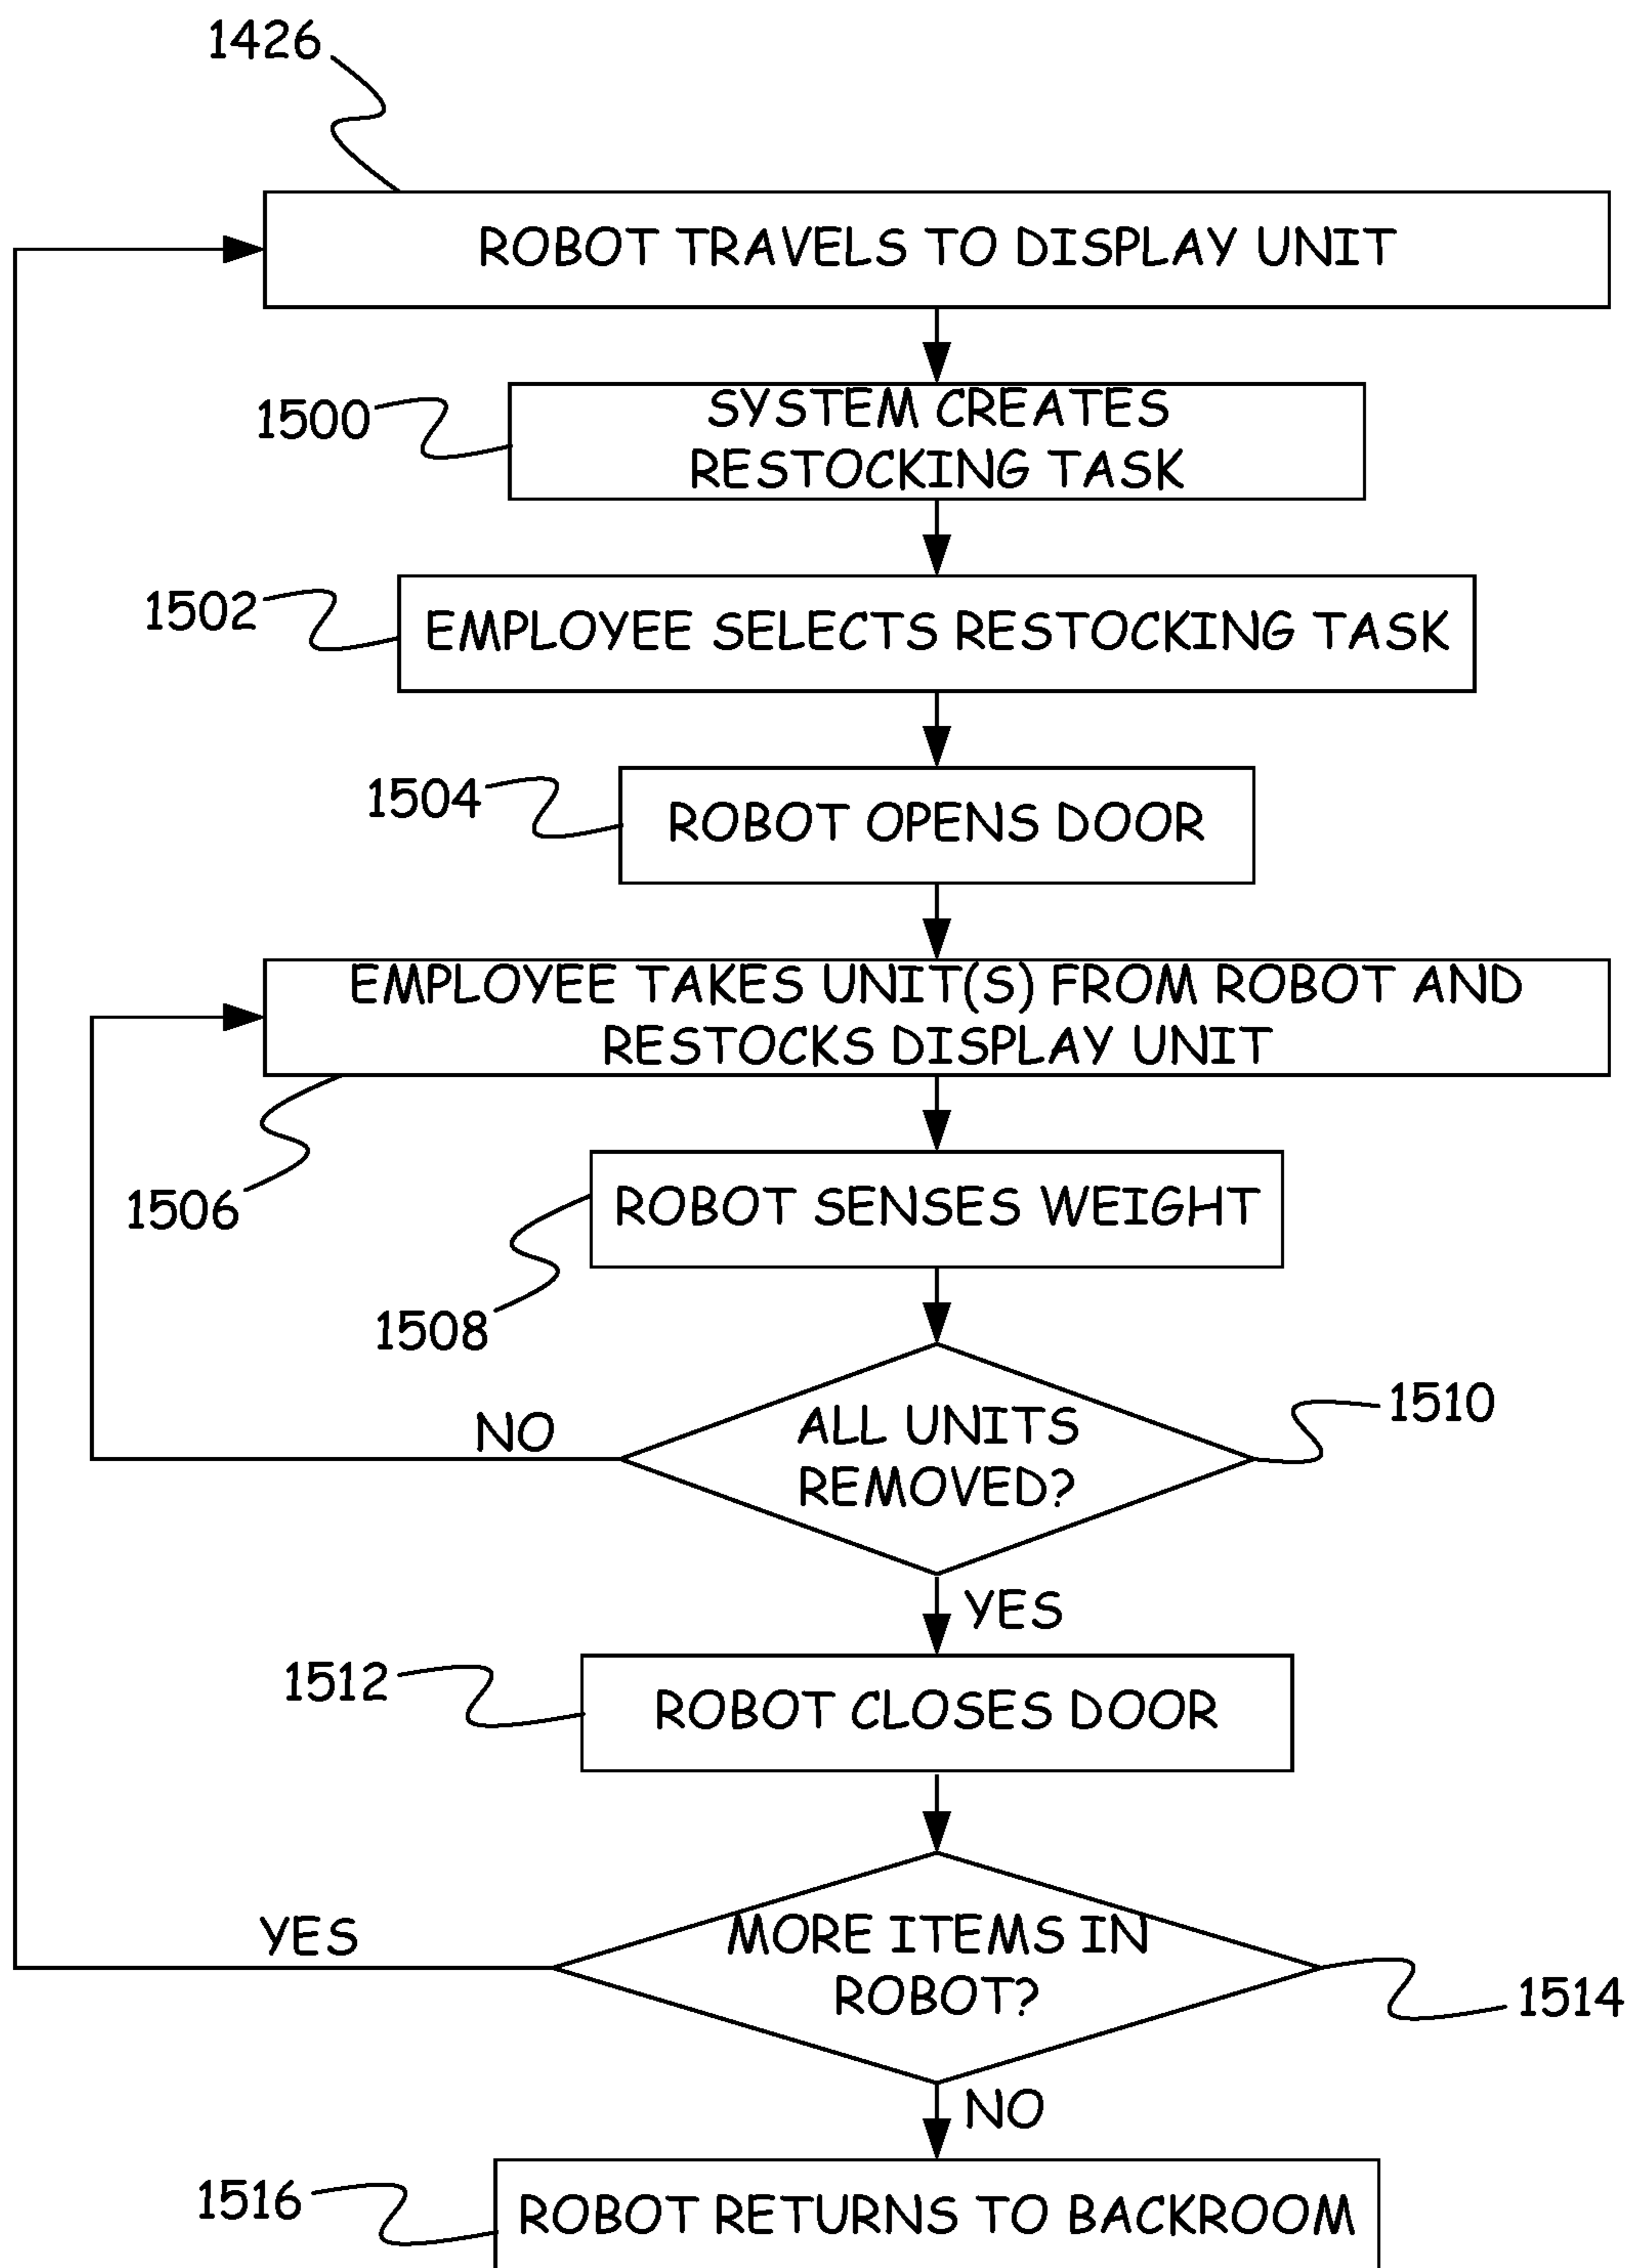 1426
ROBOT TRAVELS TO DISPLAY UNIT
1500
SYSTEM CREATES
RESTOCKING TASK
1502
EMPLOYEE SELECTS RESTOCKING TASK
1504
ROBOT OPENS DOOR
EMPLOYEE TAKES UNIT(S) FROM ROBOT AND
RESTOCKS DISPLAY UNIT
1506
ROBOT SENSES WEIGHT
1508
ALL UNITS
REMOVED?
1510
NO
YES
1512
ROBOT CLOSES DOOR
MORE ITEMS IN
ROBOT?
YES
1514
NO
1516
ROBOT RETURNS TO BACKROOM